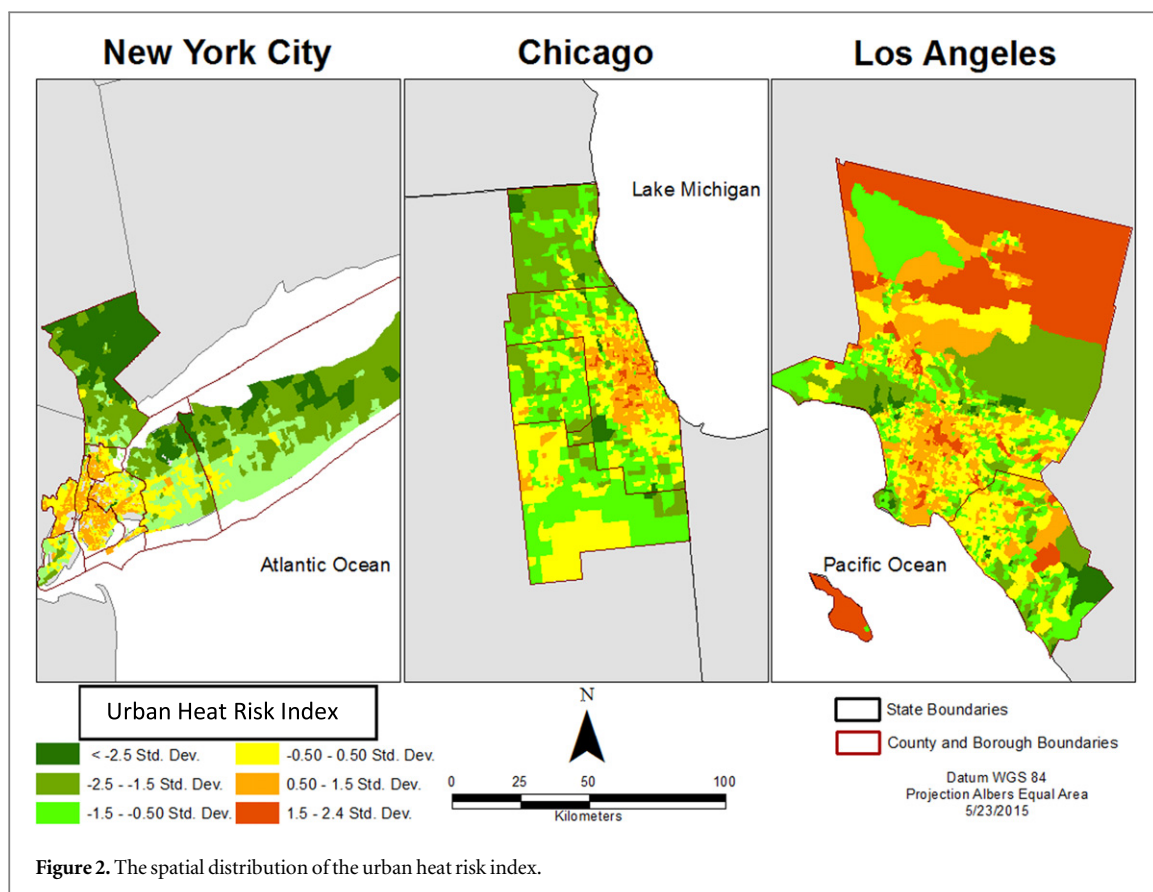 New York City
Chicago
Los Angeles
Lake Michigan
Atlantic Ocean
Pacific Ocean
Urban Heat Risk Index
< -2.5 Std. Dev.
-2.5 - -1.5 Std. Dev.
-1.5 - -0.50 Std. Dev.
-0.50 - 0.50 Std. Dev.
0.50 - 1.5 Std. Dev.
1.5 - 2.4 Std. Dev.
N
0 25 50 100
Kilometers
State Boundaries
County and Borough Boundaries
Datum WGS 84
Projection Albers Equal Area
5/23/2015
Figure 2. The spatial distribution of the urban heat risk index.